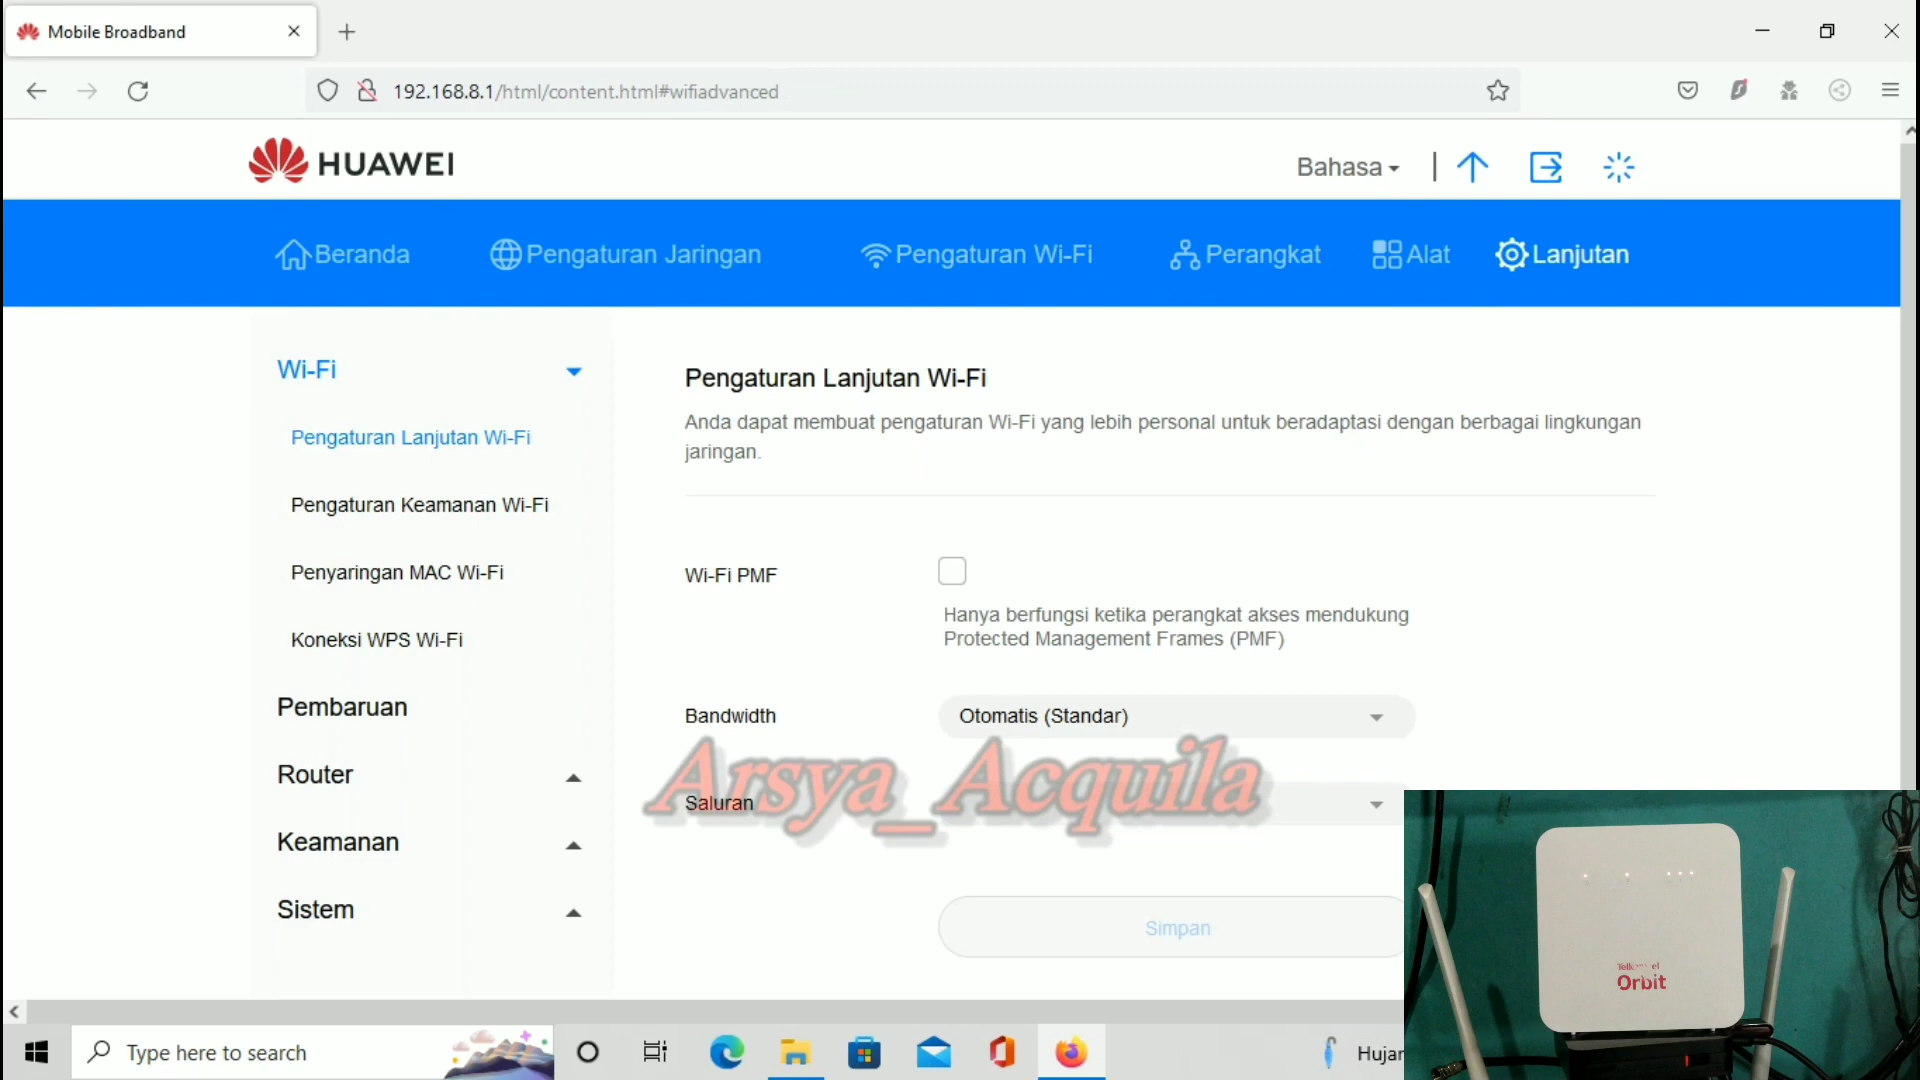 Mobile Broadband
192.168.8.1/html/content.html#wifiadvanced
HUAWEI
Bahasa
Beranda
Pengaturan Jaringan
Pengaturan Wi-Fi
Perangkat
Alat
Lanjutan
Wi-Fi
Pengaturan Lanjutan Wi-Fi
Pengaturan Keamanan Wi-Fi
Penyaringan MAC Wi-Fi
Koneksi WPS Wi-Fi
Pembaruan
Router
Keamanan
Sistem
Pengaturan Lanjutan Wi-Fi
Anda dapat membuat pengaturan Wi-Fi yang lebih personal untuk beradaptasi dengan berbagai lingkungan
jaringan.
Wi-Fi PMF
Hanya berfungsi ketika perangkat akses mendukung
Protected Management Frames (PMF)
Bandwidth
Otomatis (Standar)
Saluran
Arsya_Acquila
Simpan
Orbit
Type here to search